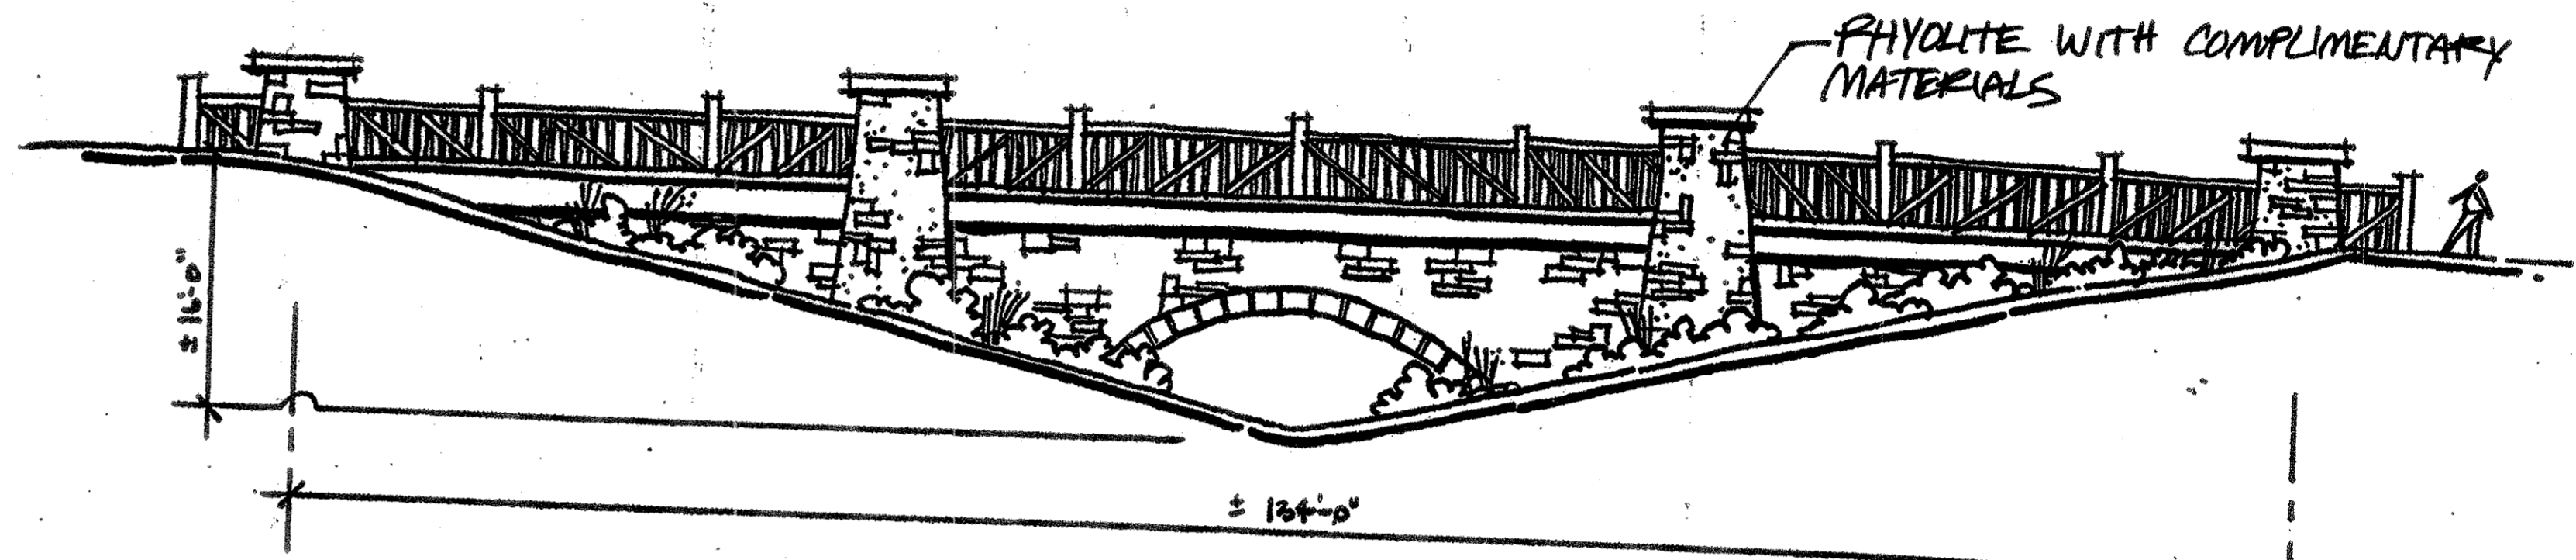 RHYOLITE WITH COMPLIMENTARY
MATERIALS
± 16'-0"
± 134'-0"